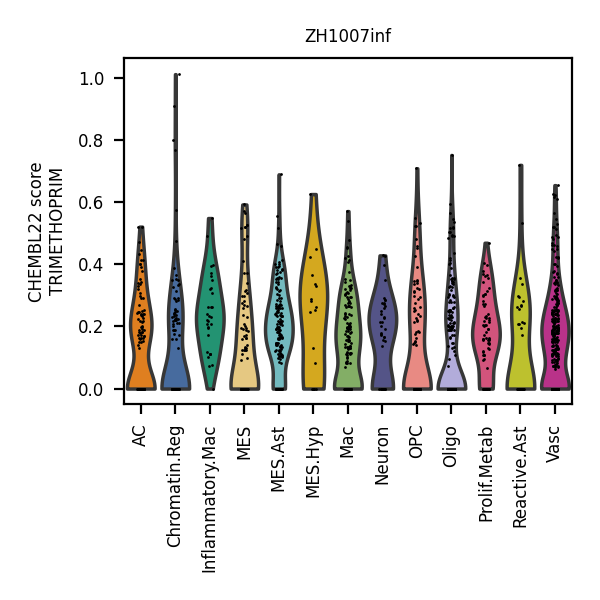 ZH1007inf
CHEMBL22 score
TRIMETHOPRIM
1.0
0.8
0.6
0.4
0.2
0.0
AC
Chromatin.Reg
Inflammatory.Mac
MES
MES.Ast
MES.Hyp
Mac
Neuron
OPC
Oligo
Prolif.Metab
Reactive.Ast
Vasc